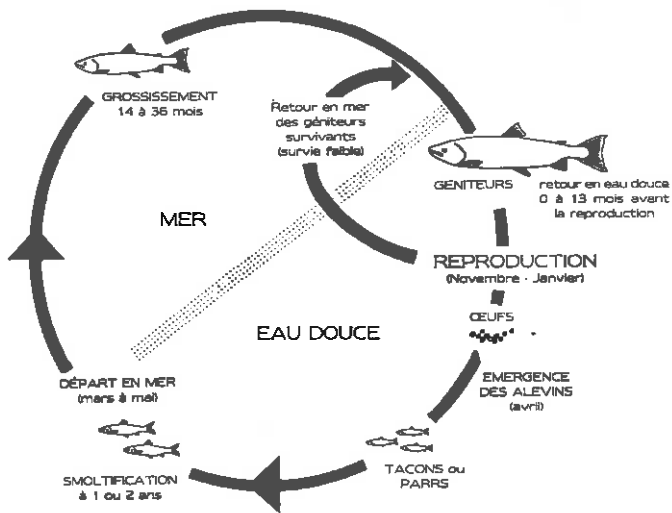 GROSSISSEMENT
14 à 36 mois
Retour en mer
des géniteurs
survivants
(survie faible)
GÉNITEURS
retour en eau douce
0 à 13 mois avant
la reproduction
MER
REPRODUCTION
(Novembre - Janvier)
ŒUFS
EAU DOUCE
EMERGENCE
DES ALEVINS
(avril)
DÉPART EN MER
(mars à mai)
TACONS ou
PARRS
SMOLTIFICATION
à 1 ou 2 ans